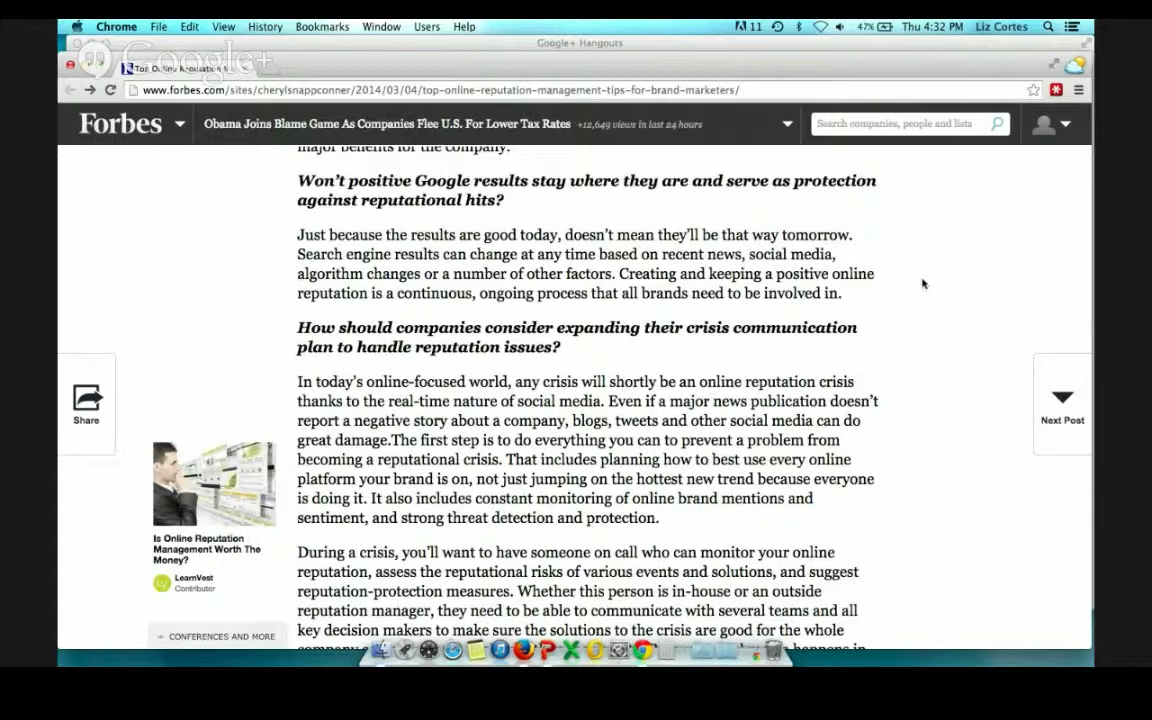 Chrome File Edit View History Bookmarks Window Users Help 11 47% Thu 4:32 PM Liz Cortes
Google+ Hangouts
Google+
Top Online Reputation M
www.forbes.com/sites/cherylsnappconner/2014/03/04/top-online-reputation-management-tips-for-brand-marketers/
Forbes Obama Joins Blame Game As Companies Flee U.S. For Lower Tax Rates +12,649 views in last 24 hours Search companies, people and lists
major benefits for the company.
Won't positive Google results stay where they are and serve as protection
against reputational hits?
Just because the results are good today, doesn't mean they'll be that way tomorrow.
Search engine results can change at any time based on recent news, social media,
algorithm changes or a number of other factors. Creating and keeping a positive online
reputation is a continuous, ongoing process that all brands need to be involved in.
How should companies consider expanding their crisis communication
plan to handle reputation issues?
In today's online-focused world, any crisis will shortly be an online reputation crisis
thanks to the real-time nature of social media. Even if a major news publication doesn't
report a negative story about a company, blogs, tweets and other social media can do
great damage.The first step is to do everything you can to prevent a problem from
becoming a reputational crisis. That includes planning how to best use every online
platform your brand is on, not just jumping on the hottest new trend because everyone
is doing it. It also includes constant monitoring of online brand mentions and
sentiment, and strong threat detection and protection.
During a crisis, you'll want to have someone on call who can monitor your online
reputation, assess the reputational risks of various events and solutions, and suggest
reputation-protection measures. Whether this person is in-house or an outside
reputation manager, they need to be able to communicate with several teams and all
key decision makers to make sure the solutions to the crisis are good for the whole
Share
Next Post
Is Online Reputation
Management Worth The
Money?
LearnVest
Contributor
CONFERENCES AND MORE